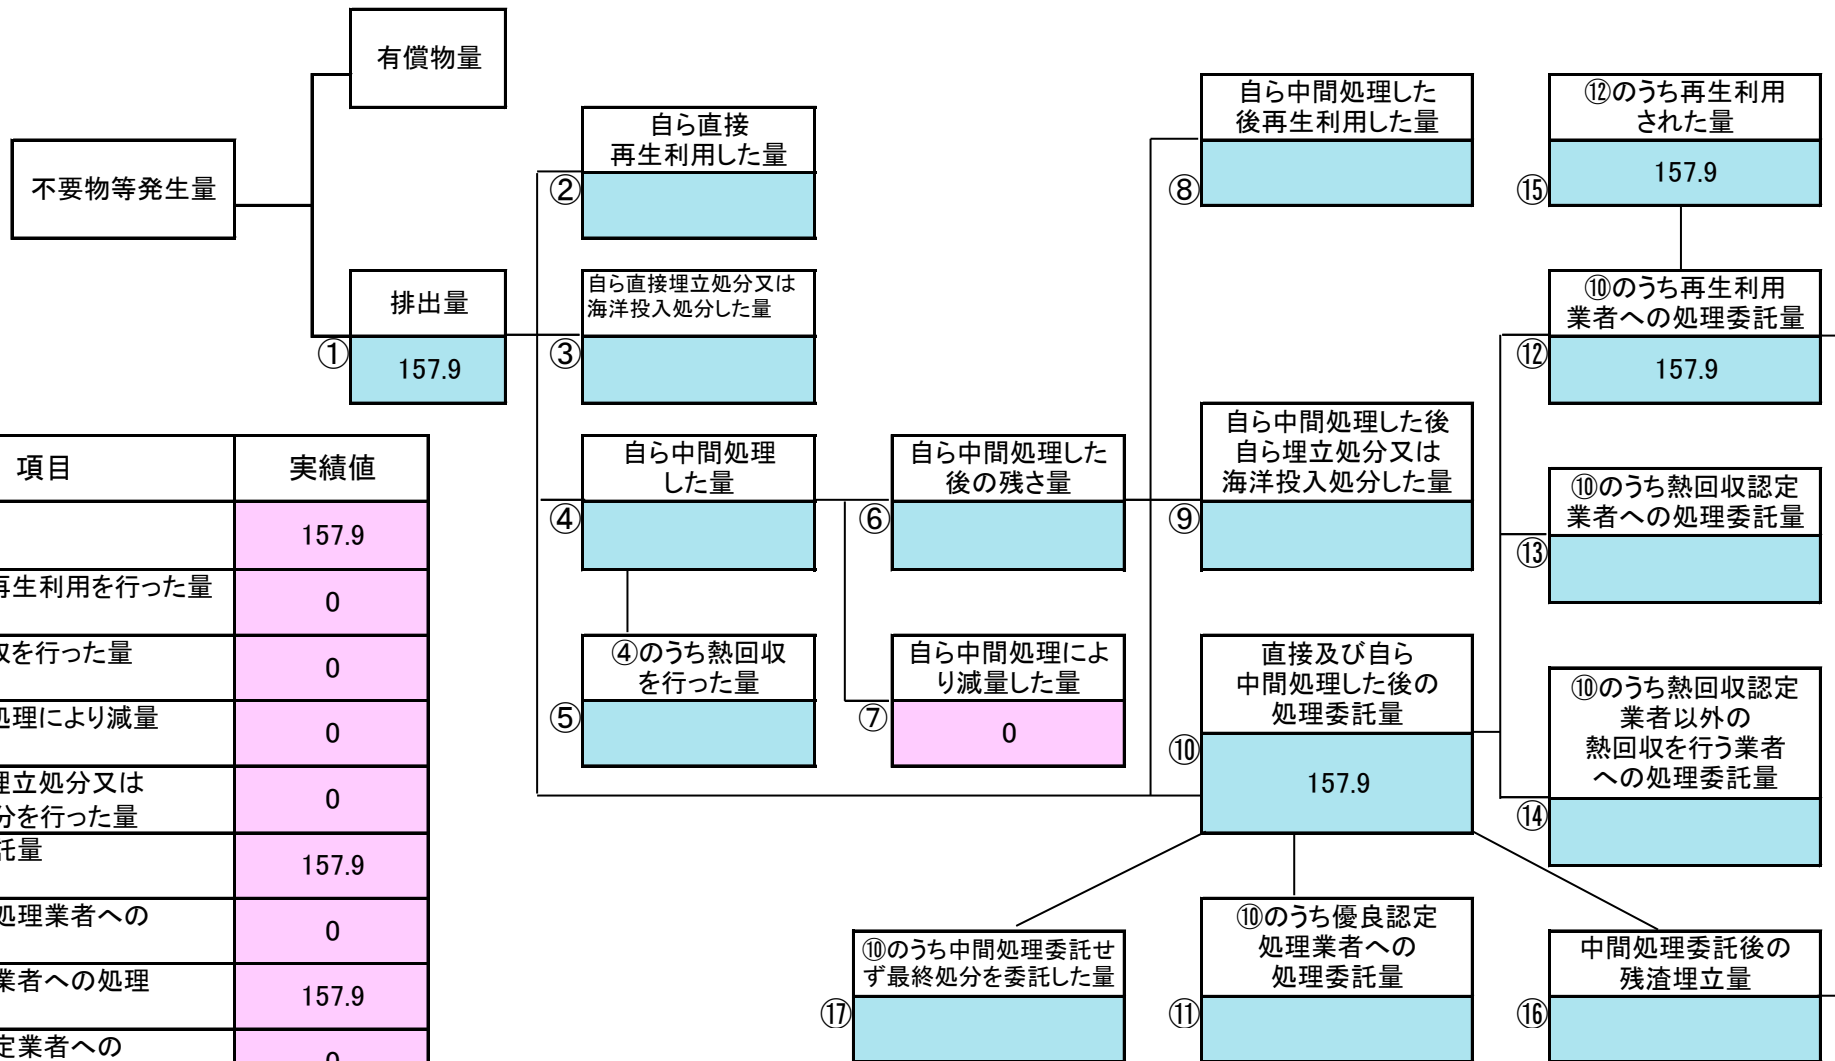 有償物量
不要物等発生量
排出量
①
157.9
自ら直接
再生利用した量
②
自ら直接埋立処分又は
海洋投入処分した量
③
自ら中間処理
した量
④
④のうち熱回収
を行った量
⑤
自ら中間処理した
後の残さ量
⑥
自ら中間処理によ
り減量した量
⑦
0
自ら中間処理した
後再生利用した量
⑧
自ら中間処理した後
自ら埋立処分又は
海洋投入処分した量
⑨
直接及び自ら
中間処理した後の
処理委託量
⑩
157.9
⑫のうち再生利用
された量
⑮
157.9
⑩のうち再生利用
業者への処理委託量
⑫
157.9
⑩のうち熱回収認定
業者への処理委託量
⑬
⑩のうち熱回収認定
業者以外の
熱回収を行う業者
への処理委託量
⑭
⑩のうち中間処理委託せ
ず最終処分を委託した量
⑰
⑩のうち優良認定
処理業者への
処理委託量
⑪
中間処理委託後の
残渣埋立量
⑯
項目 実績値
157.9
再生利用を行った量 0
を行った量 0
処理により減量 0
埋立処分又は
分を行った量 0
託量 157.9
処理業者への 0
業者への処理 157.9
定業者への 0